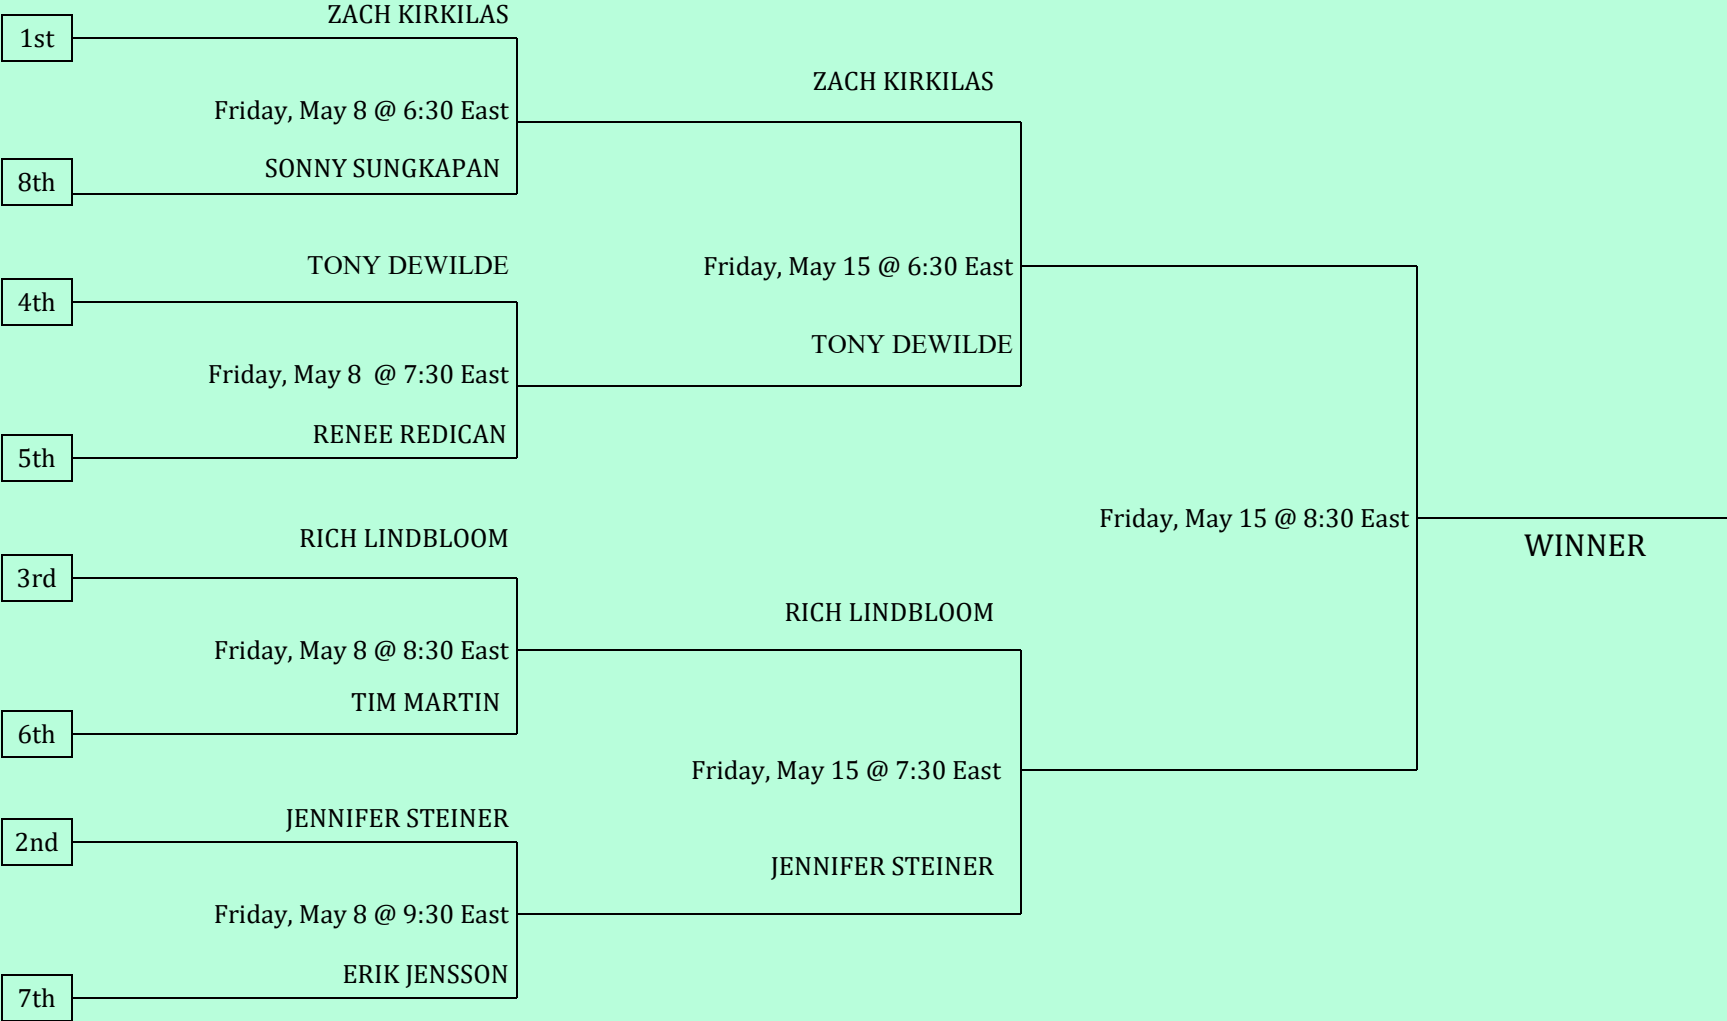 ZACH KIRKILAS
1st
ZACH KIRKILAS
Friday, May 8 @ 6:30 East
SONNY SUNGKAPAN
8th
TONY DEWILDE
Friday, May 15 @ 6:30 East
4th
TONY DEWILDE
Friday, May 8  @ 7:30 East
RENEE REDICAN
5th
Friday, May 15 @ 8:30 East
WINNER
RICH LINDBLOOM
3rd
RICH LINDBLOOM
Friday, May 8 @ 8:30 East
TIM MARTIN
6th
Friday, May 15 @ 7:30 East
JENNIFER STEINER
2nd
JENNIFER STEINER
Friday, May 8 @ 9:30 East
ERIK JENSSON
7th